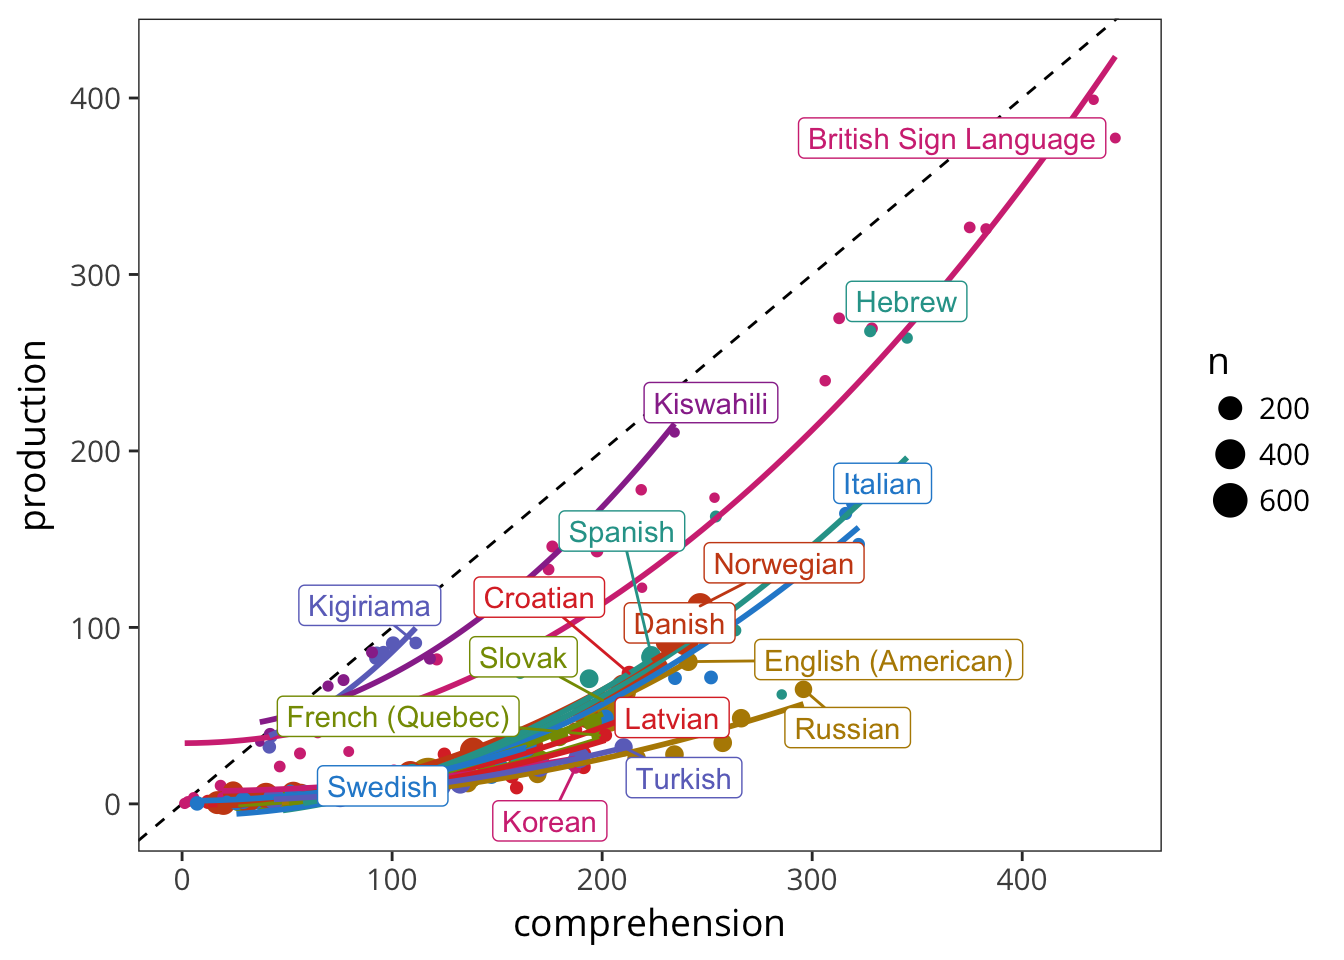 400
300
200
100
0
production
0
100
200
300
400
comprehension
British Sign Language
Hebrew
Kiswahili
Italian
Spanish
Norwegian
Croatian
Kigiriama
Danish
Slovak
English (American)
French (Quebec)
Latvian
Russian
Swedish
Turkish
Korean
n
200
400
600